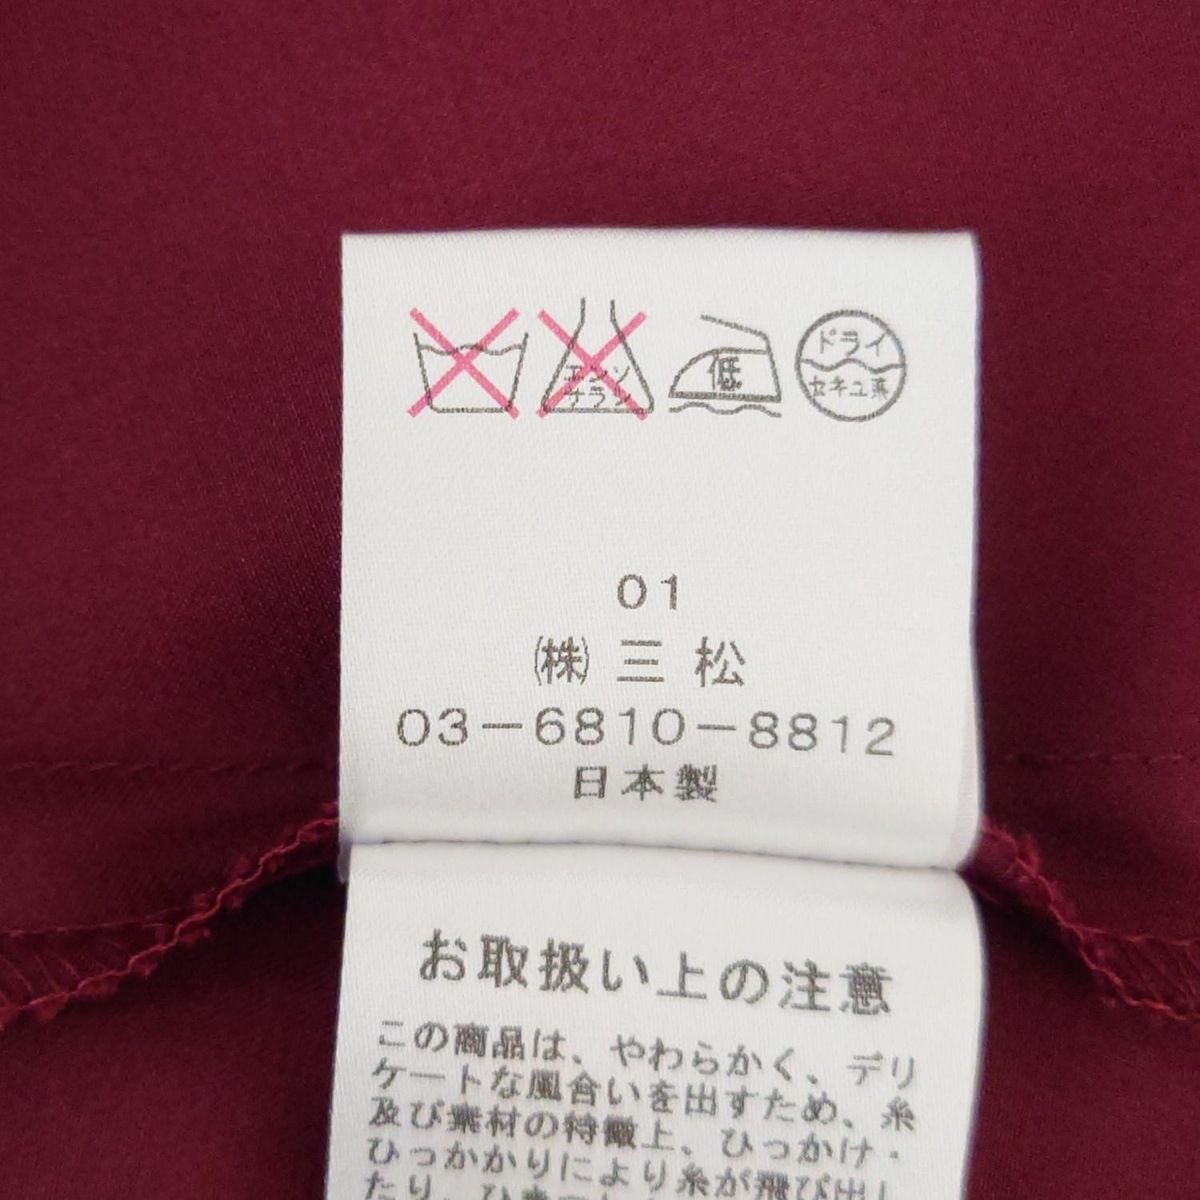 エンソ
サラシ
低
ドライ
セキユ系
01
㈱ 三 松
03－6810－8812
日本製
お取扱い上の注意
この商品は、やわらかく、デリ
ケートな風合いを出すため、糸
及び素材の特徴上、ひっかけ・
ひっかかりにより糸が飛び出し
たり、